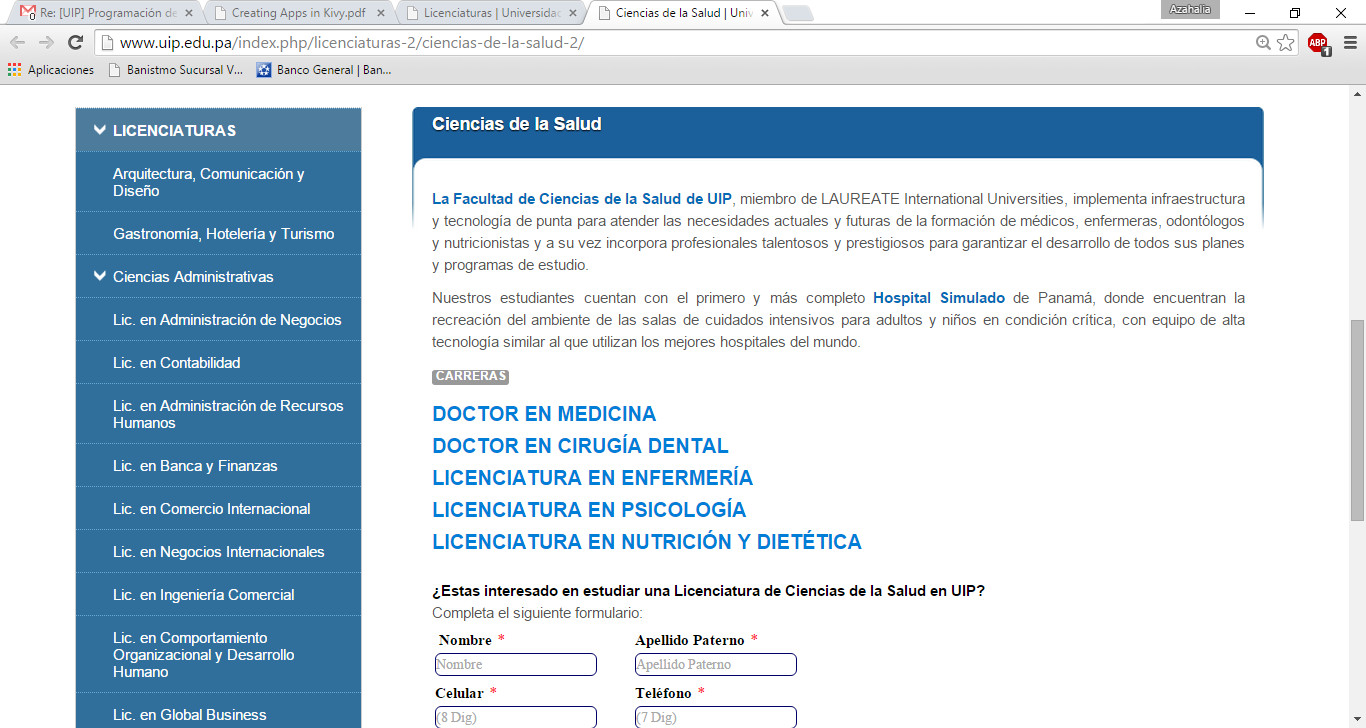 Re: [UIP] Programación de
Creating Apps in Kivy.pdf
Licenciaturas | Universidad
Ciencias de la Salud | Univ
Azahalia
www.uip.edu.pa/index.php/licenciaturas-2/ciencias-de-la-salud-2/
ABP
1
Aplicaciones
Banistmo Sucursal V...
Banco General | Ban...
LICENCIATURAS
Arquitectura, Comunicación y
Diseño
Gastronomía, Hotelería y Turismo
Ciencias Administrativas
Lic. en Administración de Negocios
Lic. en Contabilidad
Lic. en Administración de Recursos
Humanos
Lic. en Banca y Finanzas
Lic. en Comercio Internacional
Lic. en Negocios Internacionales
Lic. en Ingeniería Comercial
Lic. en Comportamiento
Organizacional y Desarrollo
Humano
Lic. en Global Business
Ciencias de la Salud
La Facultad de Ciencias de la Salud de UIP, miembro de LAUREATE International Universities, implementa infraestructura
y tecnología de punta para atender las necesidades actuales y futuras de la formación de médicos, enfermeras, odontólogos
y nutricionistas y a su vez incorpora profesionales talentosos y prestigiosos para garantizar el desarrollo de todos sus planes
y programas de estudio.
Nuestros estudiantes cuentan con el primero y más completo Hospital Simulado de Panamá, donde encuentran la
recreación del ambiente de las salas de cuidados intensivos para adultos y niños en condición crítica, con equipo de alta
tecnología similar al que utilizan los mejores hospitales del mundo.
CARRERAS
DOCTOR EN MEDICINA
DOCTOR EN CIRUGÍA DENTAL
LICENCIATURA EN ENFERMERÍA
LICENCIATURA EN PSICOLOGÍA
LICENCIATURA EN NUTRICIÓN Y DIETÉTICA
¿Estas interesado en estudiar una Licenciatura de Ciencias de la Salud en UIP?
Completa el siguiente formulario:
Nombre * Apellido Paterno *
Nombre Apellido Paterno
Celular * Teléfono *
(8 Dig) (7 Dig)